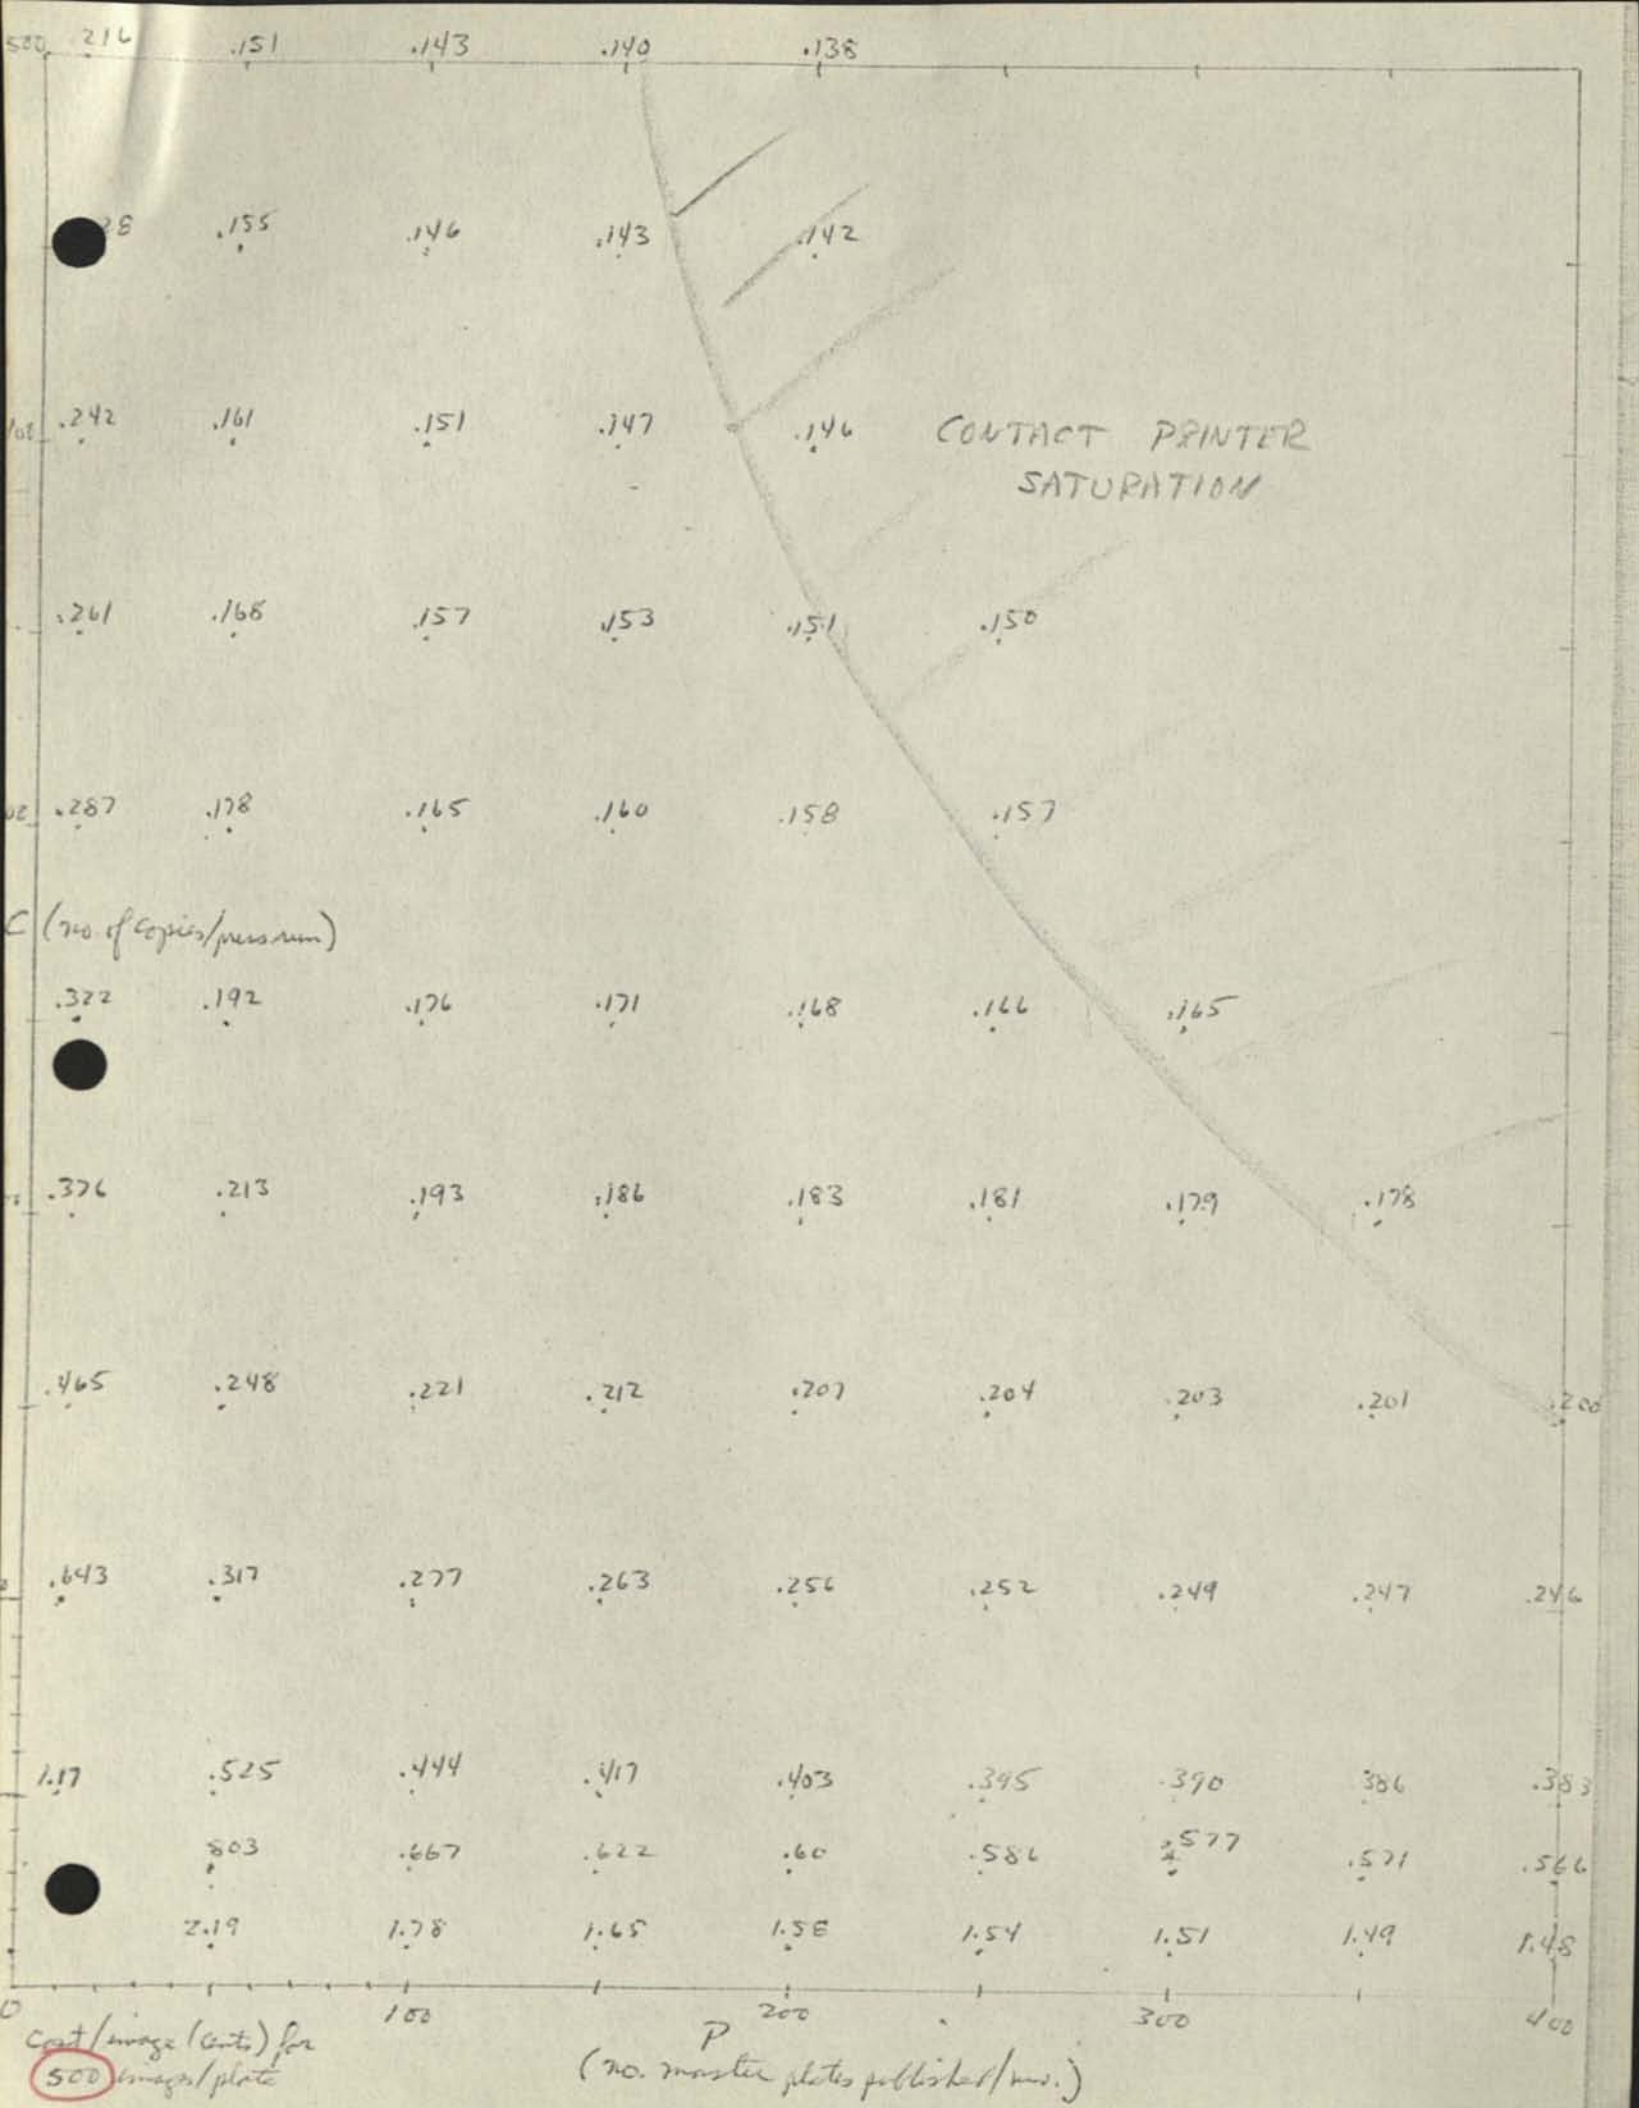 500 .216 .151 .143 .140 .138
28 .155 .146 .143 .142
.242 .161 .151 .147 .146
CONTACT PRINTER
SATURATION
.261 .168 .157 .153 .151 .150
.287 .178 .165 .160 .158 .157
C (no of copies/press run)
.322 .192 .176 .171 .168 .166 .165
.376 .213 .193 .186 .183 .181 .179 .178
.465 .248 .221 .212 .207 .204 .203 .201 .200
.643 .317 .277 .263 .256 .252 .249 .247 .246
1.17 .525 .444 .417 .403 .395 .390 386 .383
803 .667 .622 .60 .586 .577 .571 .566
2.19 1.78 1.65 1.58 1.54 1.51 1.49 1.48
0 100 200 300 400
Cost/image (cents) for
500 images/plate
P
(no. master plates published/mo.)